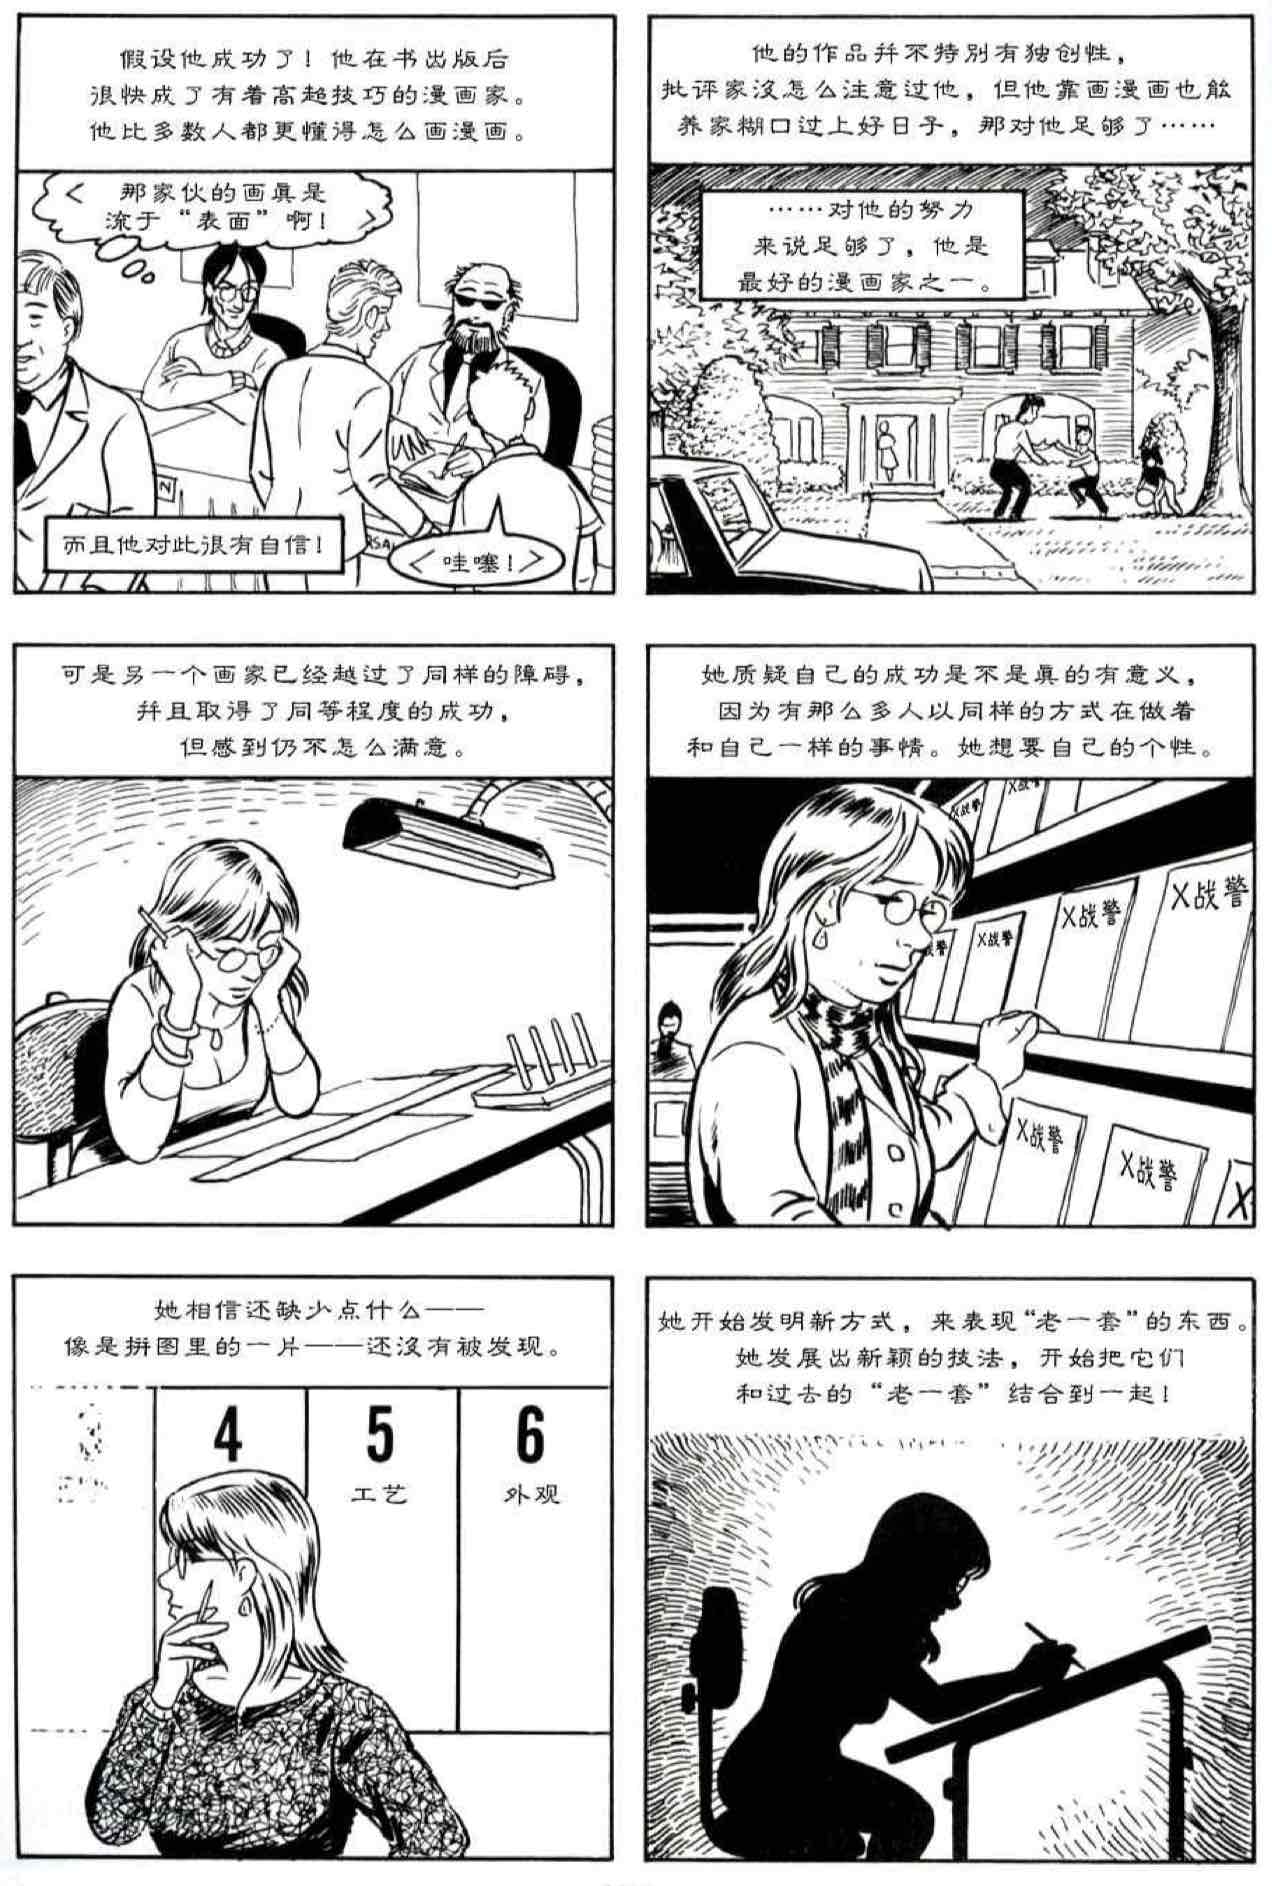 假设他成功了！他在书出版后
很快成了有着高超技巧的漫画家。
他比多数人都更懂得怎么画漫画。
＜ 那家伙的画真是
流于“表面”啊！ ＞
而且他对此很有自信！
＜ 哇噻！＞
RSAL
N
他的作品并不特别有独创性，
批评家没怎么注意过他，但他靠画漫画也能
养家糊口过上好日子，那对他足够了……
……对他的努力
来说足够了，他是
最好的漫画家之一。
可是另一个画家已经越过了同样的障碍，
并且取得了同等程度的成功，
但感到仍不怎么满意。
她质疑自己的成功是不是真的有意义，
因为有那么多人以同样的方式在做着
和自己一样的事情。她想要自己的个性。
X战警
X战警
X战警
X战警
X战警
战警
X战警
X战警
X
她相信还缺少点什么——
像是拼图里的一片——还没有被发现。
4
5
工艺
6
外观
她开始发明新方式，来表现“老一套”的东西。
她发展出新颖的技法，开始把它们
和过去的“老一套”结合到一起！